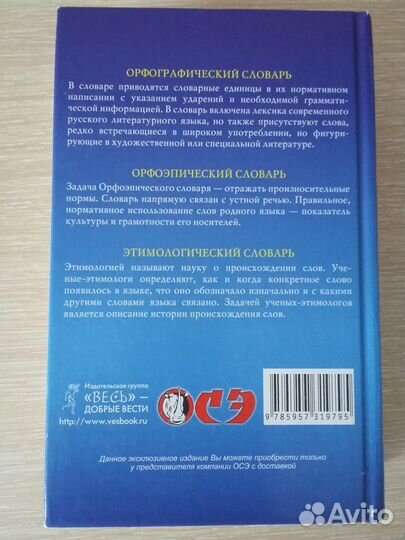 ОРФОГРАФИЧЕСКИЙ СЛОВАРЬ
В словаре приводятся словарные единицы в их нормативном
написании с указанием ударений и необходимой граммати-
ческой информацией. В словарь включена лексика современного
русского литературного языка, но также присутствуют слова,
редко встречающиеся в широком употреблении, но фигури-
рующие в художественной или специальной литературе.
ОРФОЭПИЧЕСКИЙ СЛОВАРЬ
Задача Орфоэпического словаря — отражать произносительные
нормы. Словарь напрямую связан с устной речью. Правильное,
нормативное использование слов родного языка — показатель
культуры и грамотности его носителей.
ЭТИМОЛОГИЧЕСКИЙ СЛОВАРЬ
Этимологией называют науку о происхождении слов. Уче-
ные-этимологи определяют, как и когда конкретное слово
появилось в языке, что оно обозначало изначально и с какими
другими словами языка связано. Задачей ученых-этимологов
является описание истории происхождения слов.
Издательская группа
«ВЕСЬ» —
ДОБРЫЕ ВЕСТИ
http://www.vesbook.ru
ОСЭ
9 785957 319795
Данное эксклюзивное издание Вы можете приобрести только
у представителя компании ОСЭ с доставкой
Avito